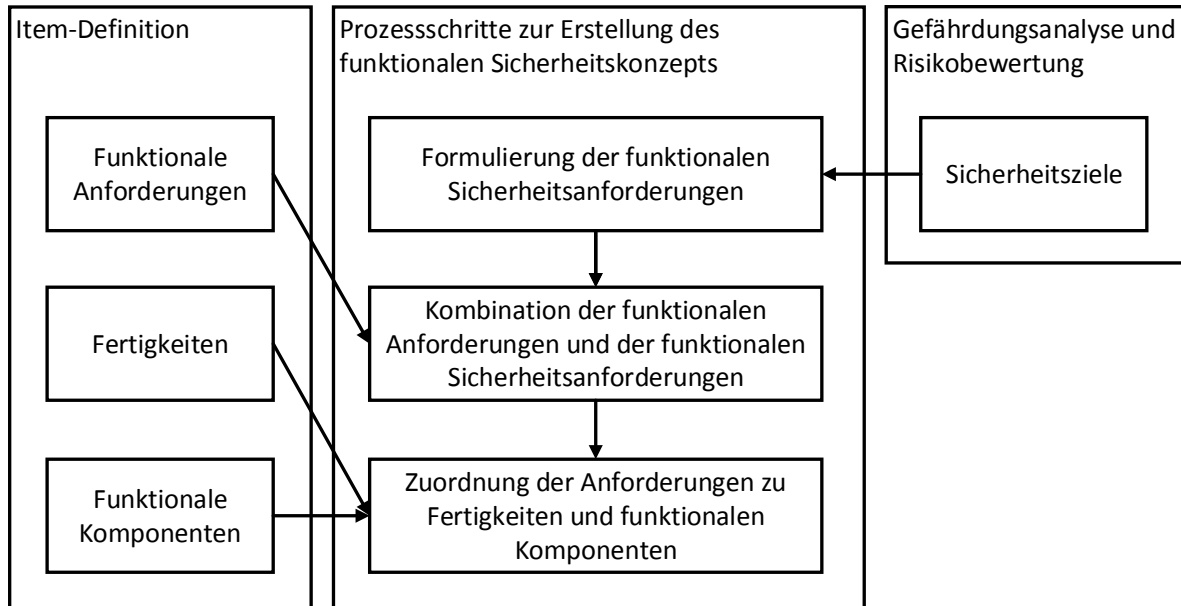 Item-Definition
Funktionale
Anforderungen
Fertigkeiten
Funktionale
Komponenten
Prozessschritte zur Erstellung des
funktionalen Sicherheitskonzepts
Formulierung der funktionalen
Sicherheitsanforderungen
Kombination der funktionalen
Anforderungen und der funktionalen
Sicherheitsanforderungen
Zuordnung der Anforderungen zu
Fertigkeiten und funktionalen
Komponenten
Gefährdungsanalyse und
Risikobewertung
Sicherheitsziele